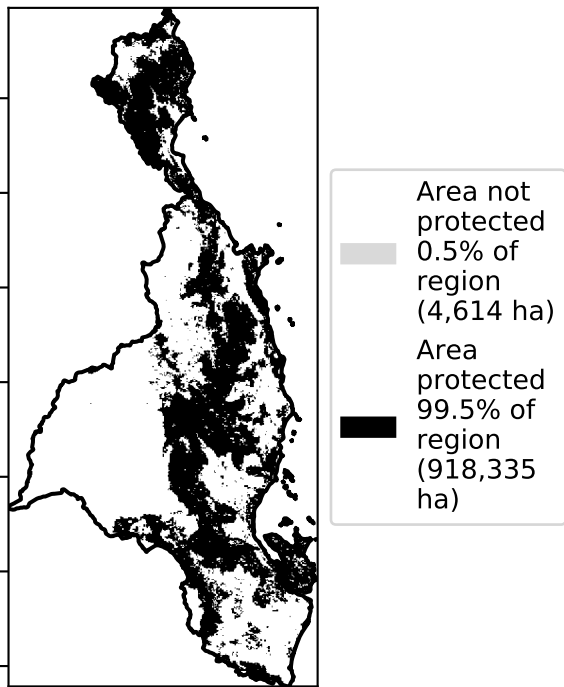 Area not
protected
0.5% of
region
(4,614 ha)
Area
protected
99.5% of
region
(918,335
ha)